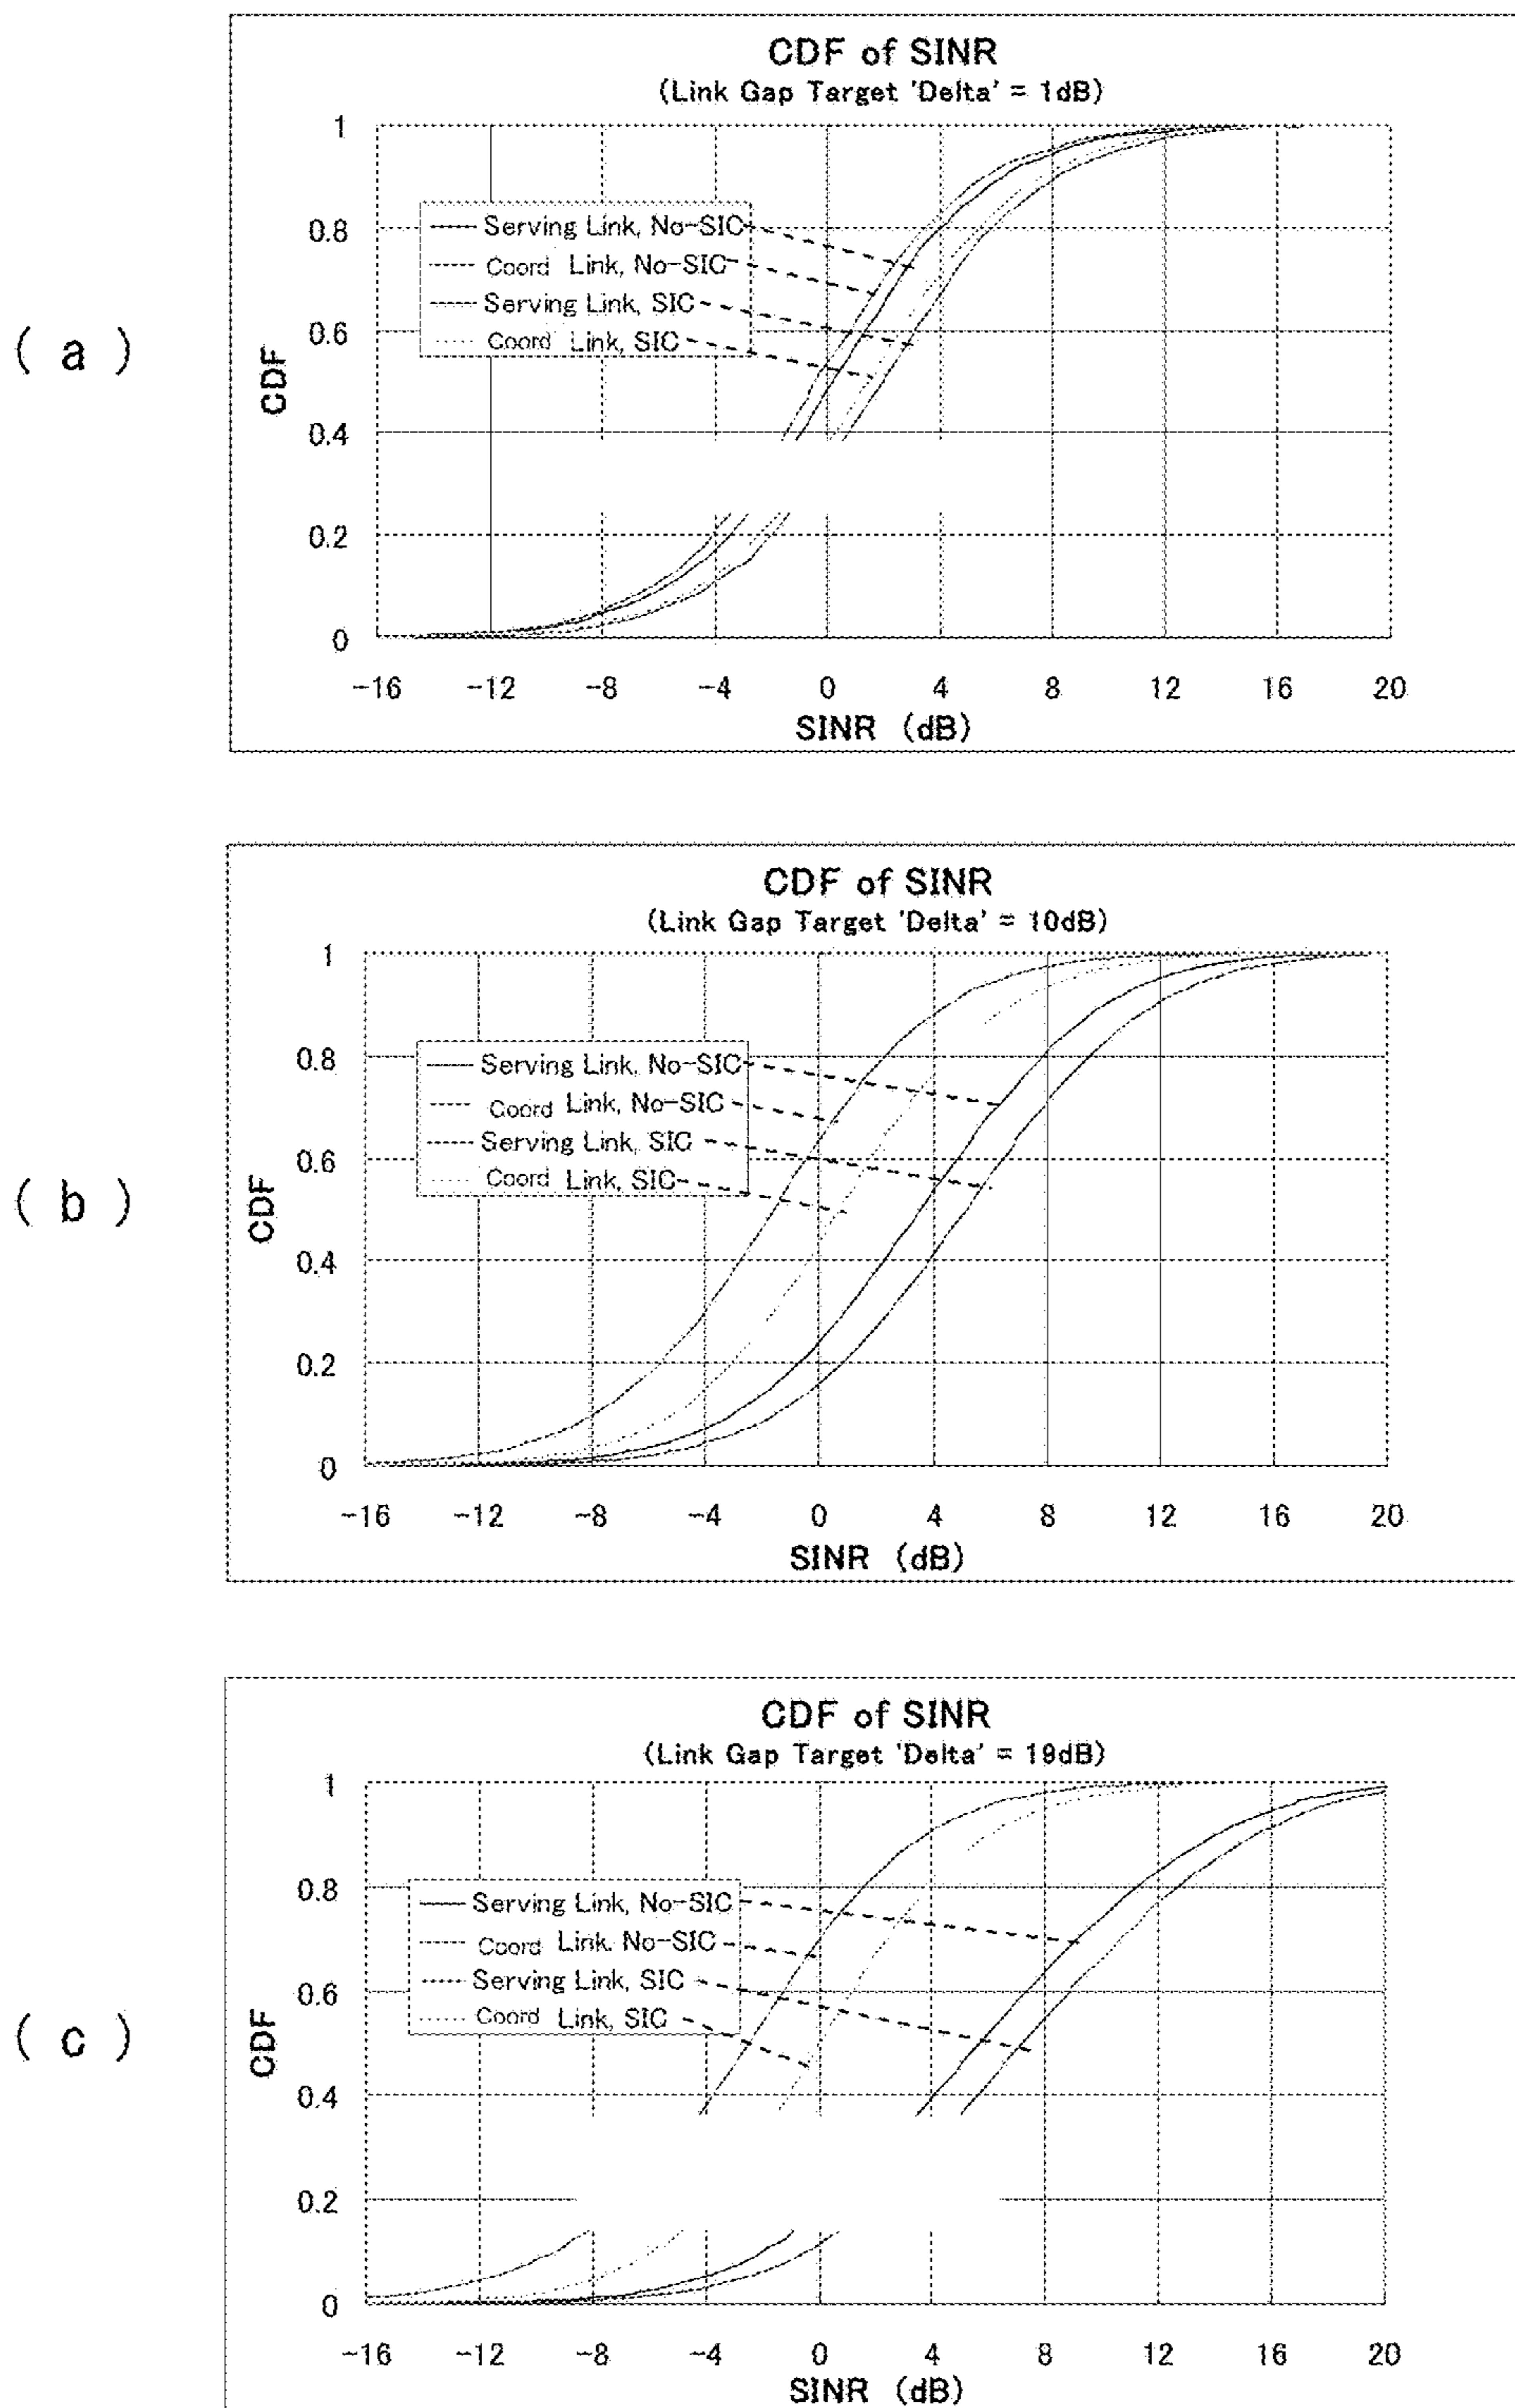 ( a )
CDF of SINR
(Link Gap Target 'Delta' = 1dB)
1
0.8
0.6
0.4
0.2
0
CDF
Serving Link, No-SIC
Coord Link, No-SIC
Serving Link, SIC
Coord Link, SIC
-16 -12 -8 -4 0 4 8 12 16 20
SINR (dB)
( b )
CDF of SINR
(Link Gap Target 'Delta' = 10dB)
1
0.8
0.6
0.4
0.2
0
CDF
Serving Link, No-SIC
Coord Link, No-SIC
Serving Link, SIC
Coord Link, SIC
-16 -12 -8 -4 0 4 8 12 16 20
SINR (dB)
( c )
CDF of SINR
(Link Gap Target 'Delta' = 19dB)
1
0.8
0.6
0.4
0.2
0
CDF
Serving Link, No-SIC
Coord Link. No-SIC
Serving Link, SIC
Coord Link, SIC
-16 -12 -8 -4 0 4 8 12 16 20
SINR (dB)